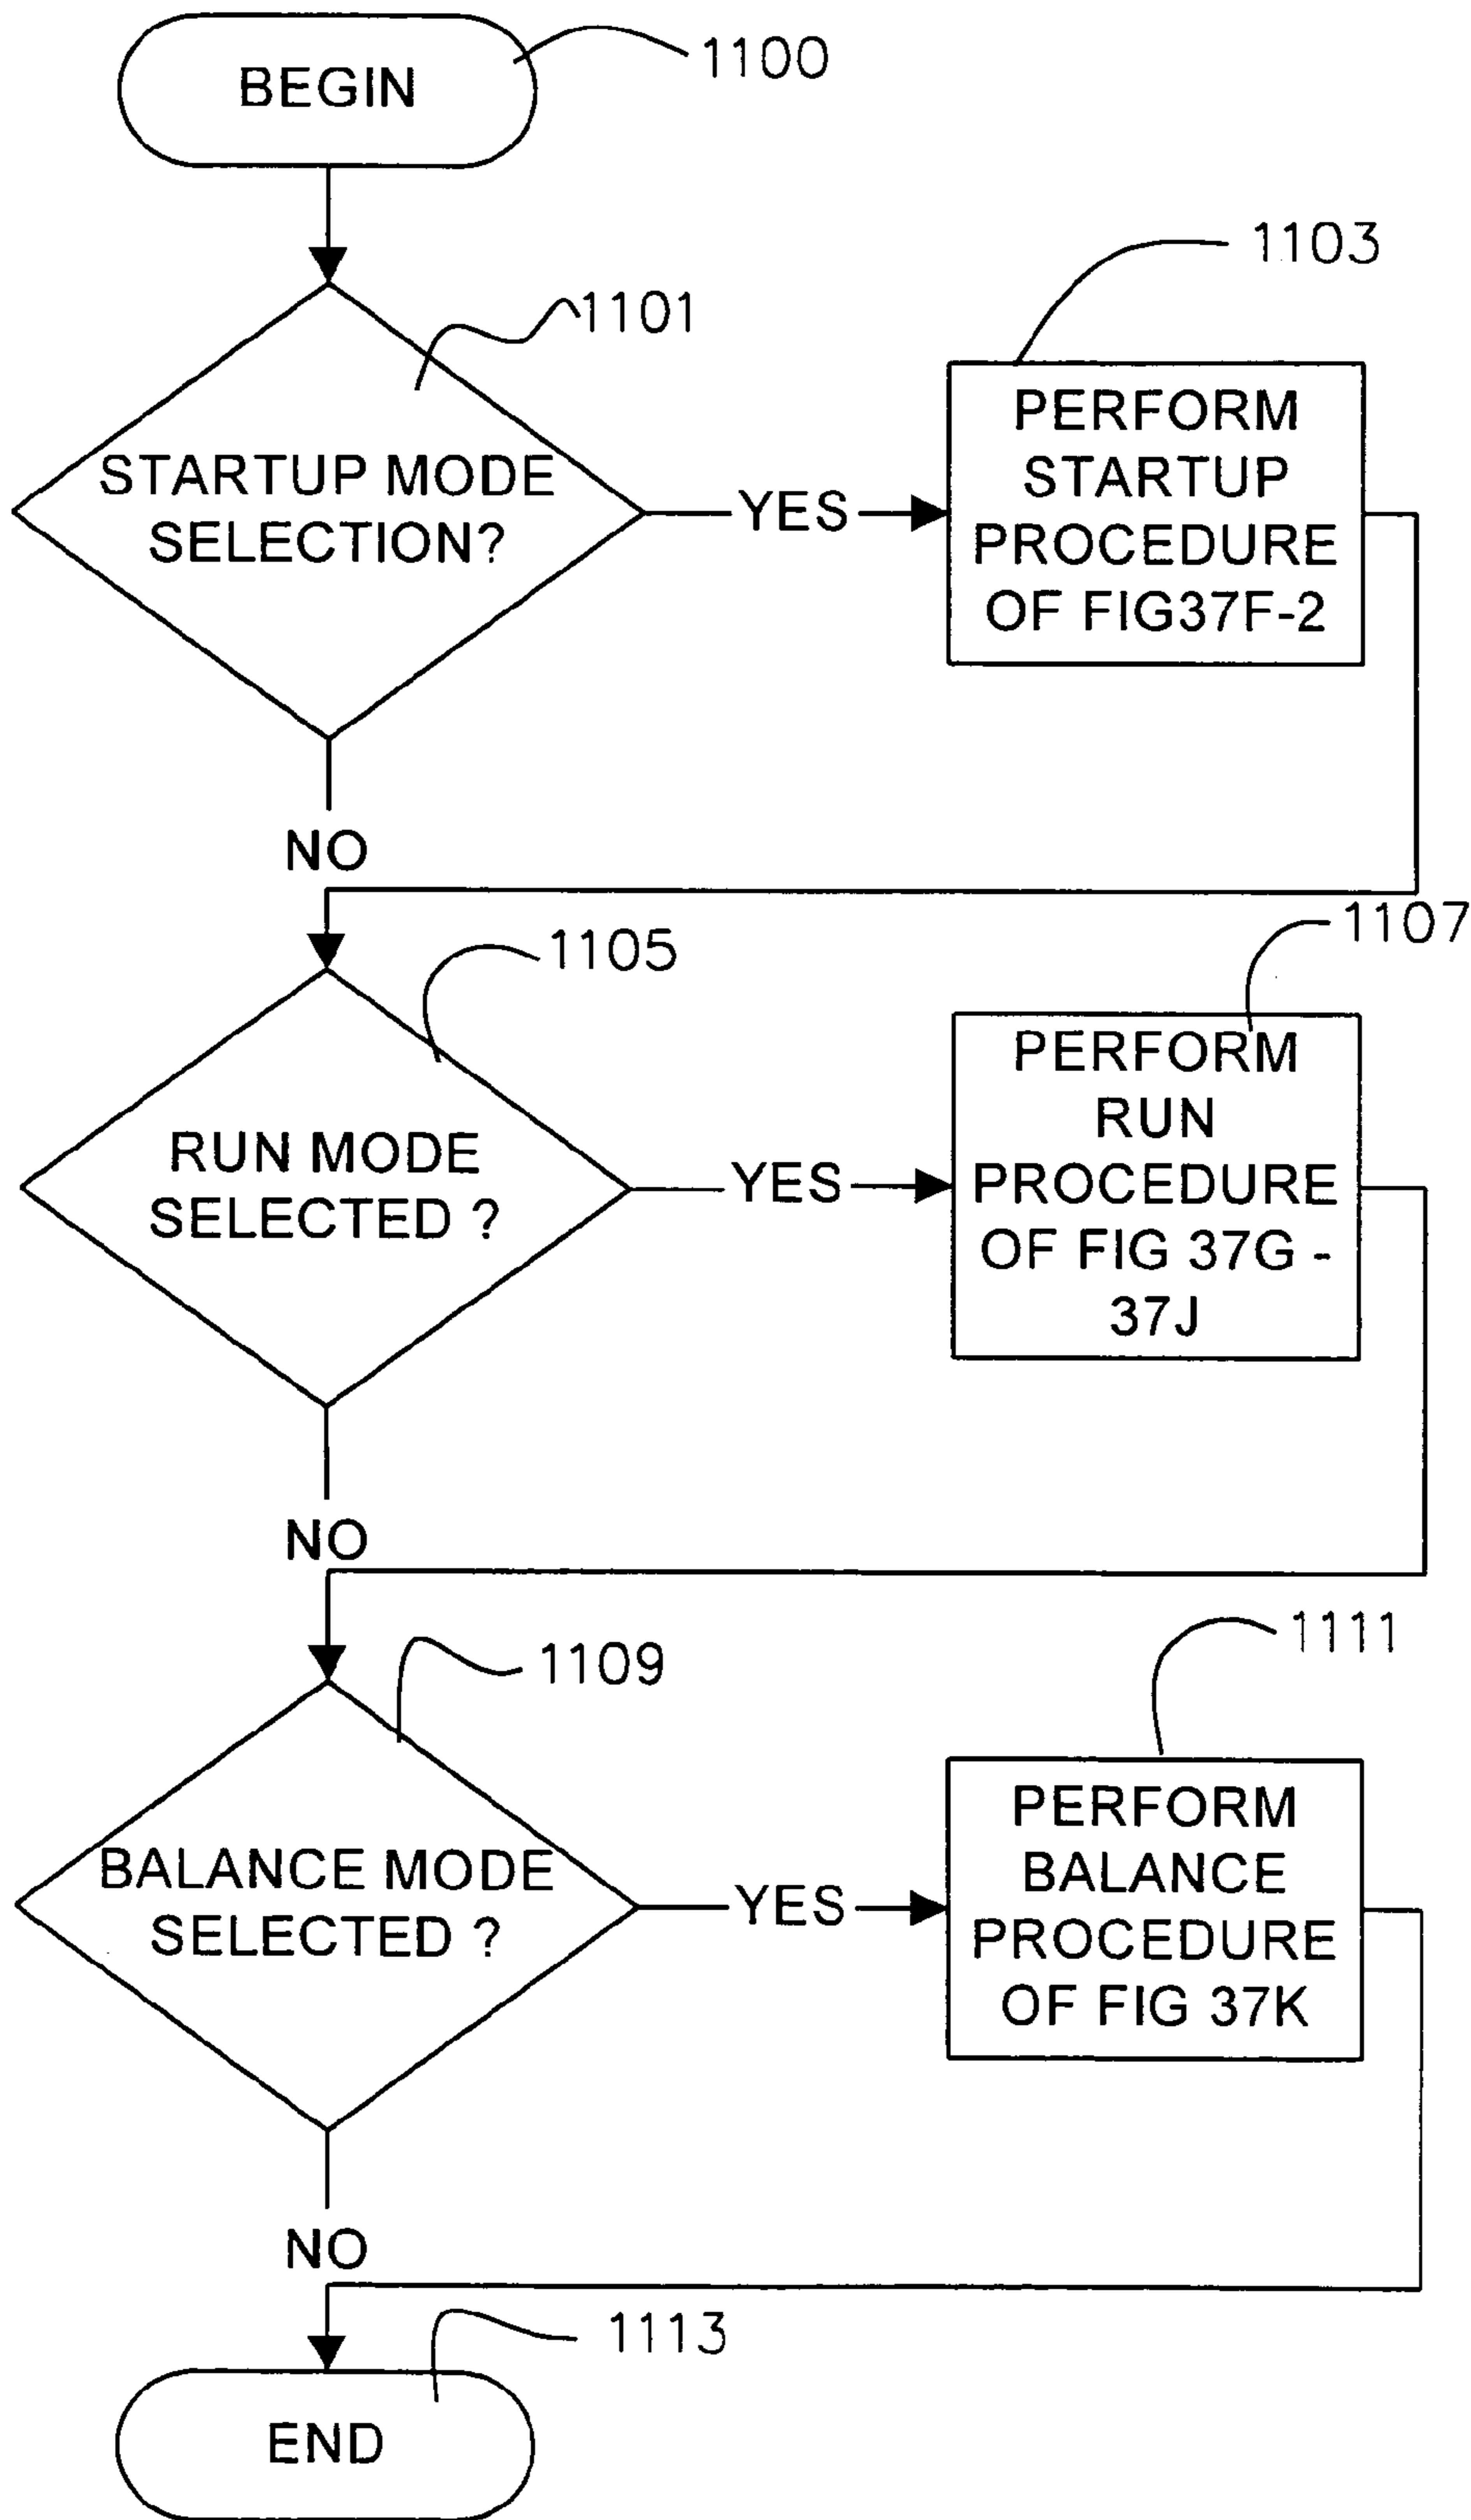 BEGIN
1100
1101
STARTUP MODE
SELECTION?
YES
1103
PERFORM
STARTUP
PROCEDURE
OF FIG37F-2
NO
1105
RUN MODE
SELECTED ?
YES
1107
PERFORM
RUN
PROCEDURE
OF FIG 37G -
37J
NO
1109
BALANCE MODE
SELECTED ?
YES
1111
PERFORM
BALANCE
PROCEDURE
OF FIG 37K
NO
1113
END